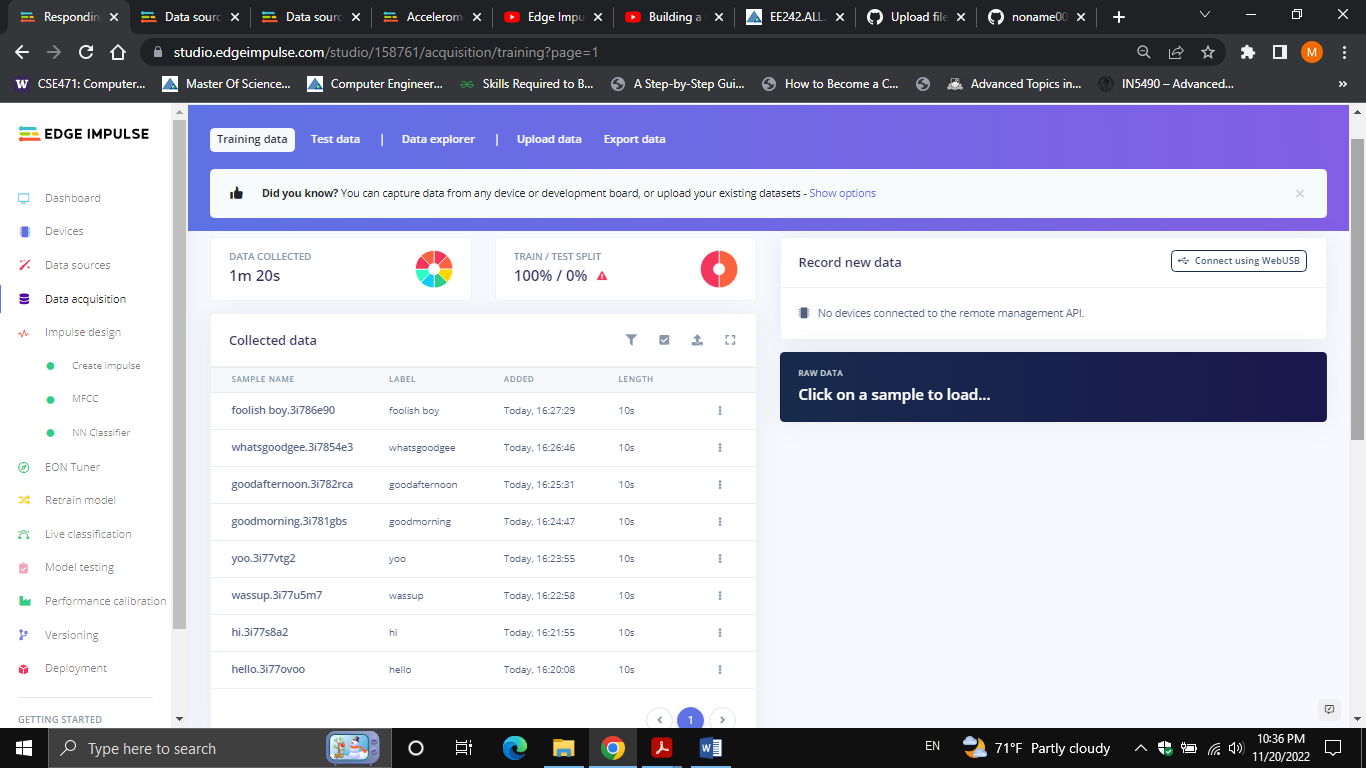 Respondin
Data sourc
Data sourc
Accelerom
Edge Impu
Building a
EE242.ALL
Upload file
noname00
studio.edgeimpulse.com/studio/158761/acquisition/training?page=1
M
CSE471: Computer...
Master Of Science...
Computer Engineer...
Skills Required to B...
A Step-by-Step Gui...
How to Become a C...
Advanced Topics in...
IN5490 – Advanced...
EDGE IMPULSE
Dashboard
Devices
Data sources
Data acquisition
Impulse design
Create impulse
MFCC
NN Classifier
EON Tuner
Retrain model
Live classification
Model testing
Performance calibration
Versioning
Deployment
GETTING STARTED
Training data
Test data
|
Data explorer
|
Upload data
Export data
Did you know? You can capture data from any device or development board, or upload your existing datasets - Show options
DATA COLLECTED
1m 20s
TRAIN / TEST SPLIT
100% / 0%
Record new data
Connect using WebUSB
No devices connected to the remote management API.
RAW DATA
Click on a sample to load...
Collected data
SAMPLE NAME LABEL ADDED LENGTH
foolish boy.3i786e90 foolish boy Today, 16:27:29 10s
whatsgoodgee.3i7854e3 whatsgoodgee Today, 16:26:46 10s
goodafternoon.3i782rca goodafternoon Today, 16:25:31 10s
goodmorning.3i781gbs goodmorning Today, 16:24:47 10s
yoo.3i77vtg2 yoo Today, 16:23:55 10s
wassup.3i77u5m7 wassup Today, 16:22:58 10s
hi.3i77s8a2 hi Today, 16:21:55 10s
hello.3i77ovoo hello Today, 16:20:08 10s
1
Type here to search
EN
71°F Partly cloudy
10:36 PM
11/20/2022